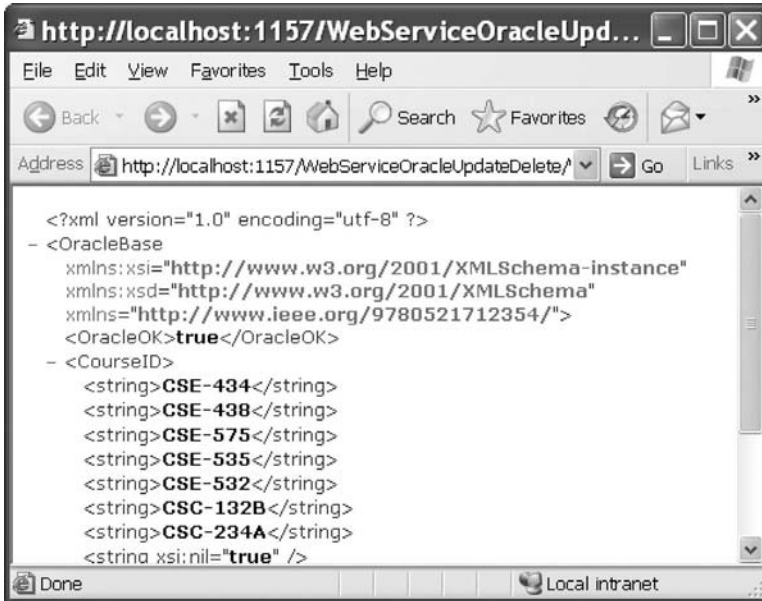 http://localhost:1157/WebServiceOracleUpd...
File Edit View Favorites Tools Help
Back Search Favorites »
Address http://localhost:1157/WebServiceOracleUpdateDelete/ Go Links »
<?xml version="1.0" encoding="utf-8" ?>
– <OracleBase
xmlns:xsi="http://www.w3.org/2001/XMLSchema-instance"
xmlns:xsd="http://www.w3.org/2001/XMLSchema"
xmlns="http://www.ieee.org/9780521712354/">
<OracleOK>true</OracleOK>
– <CourseID>
<string>CSE-434</string>
<string>CSE-438</string>
<string>CSE-575</string>
<string>CSE-535</string>
<string>CSE-532</string>
<string>CSC-132B</string>
<string>CSC-234A</string>
<string xsi:nil="true" />
Done Local intranet